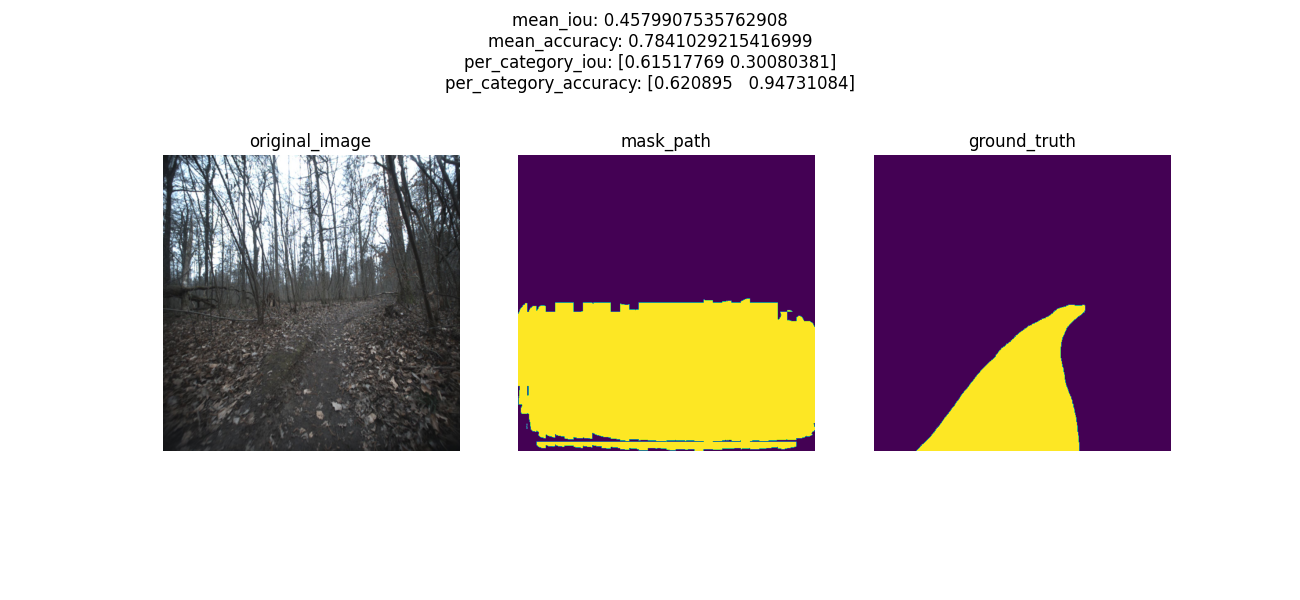 mean_iou: 0.4579907535762908
mean_accuracy: 0.7841029215416999
per_category_iou: [0.61517769 0.30080381]
per_category_accuracy: [0.620895   0.94731084]
original_image
mask_path
ground_truth